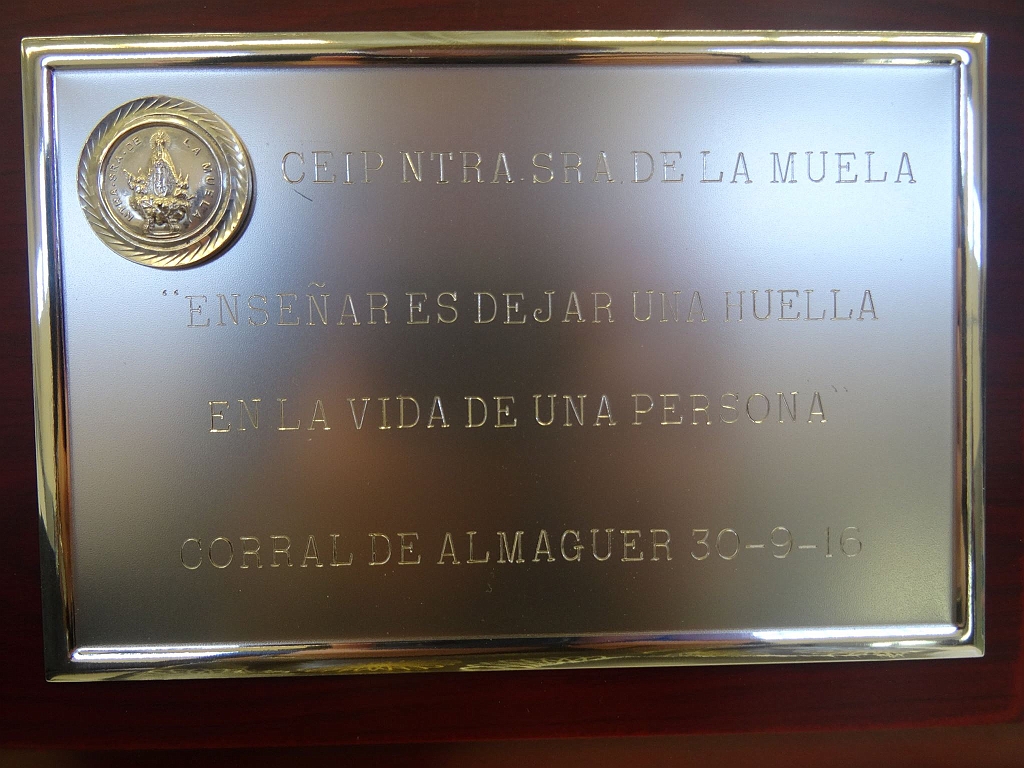 NTRA. SRA. DE LA MUELA
CEIP NTRA. SRA. DE LA MUELA
“ENSEÑAR ES DEJAR UNA HUELLA
EN LA VIDA DE UNA PERSONA”
CORRAL DE ALMAGUER 30-9-16